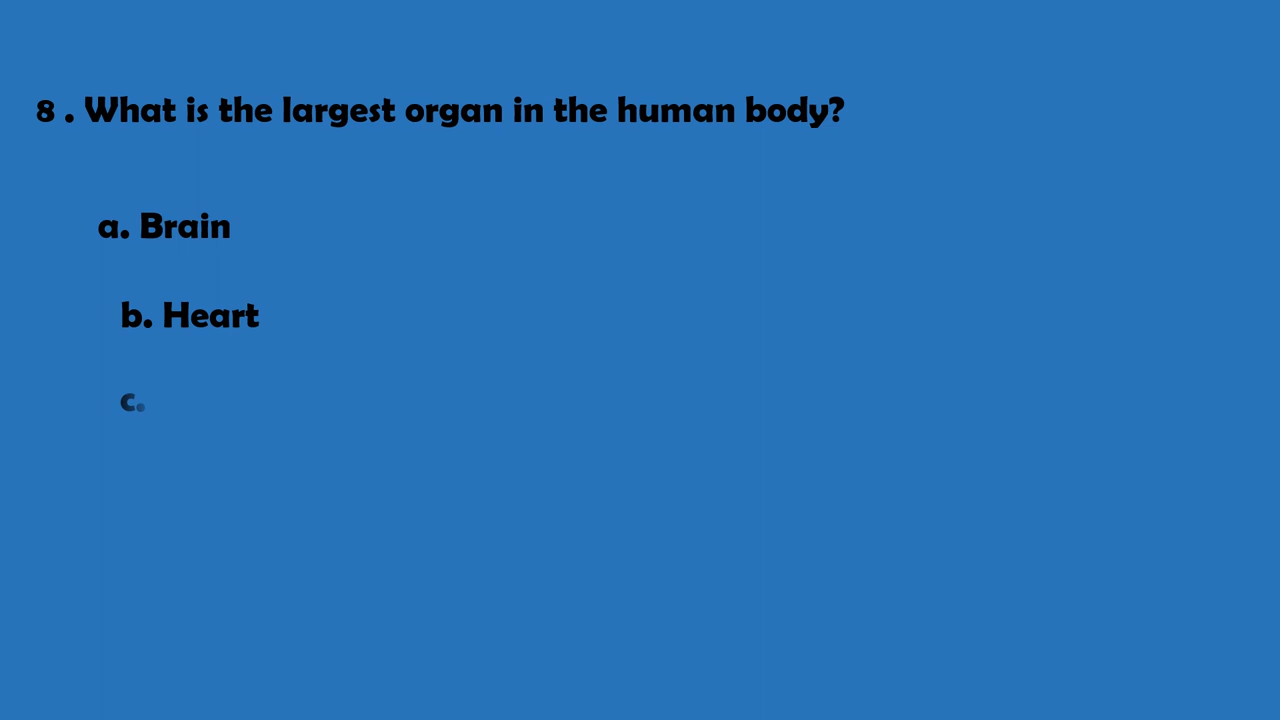 8 . What is the largest organ in the human body?
a. Brain
b. Heart
c.